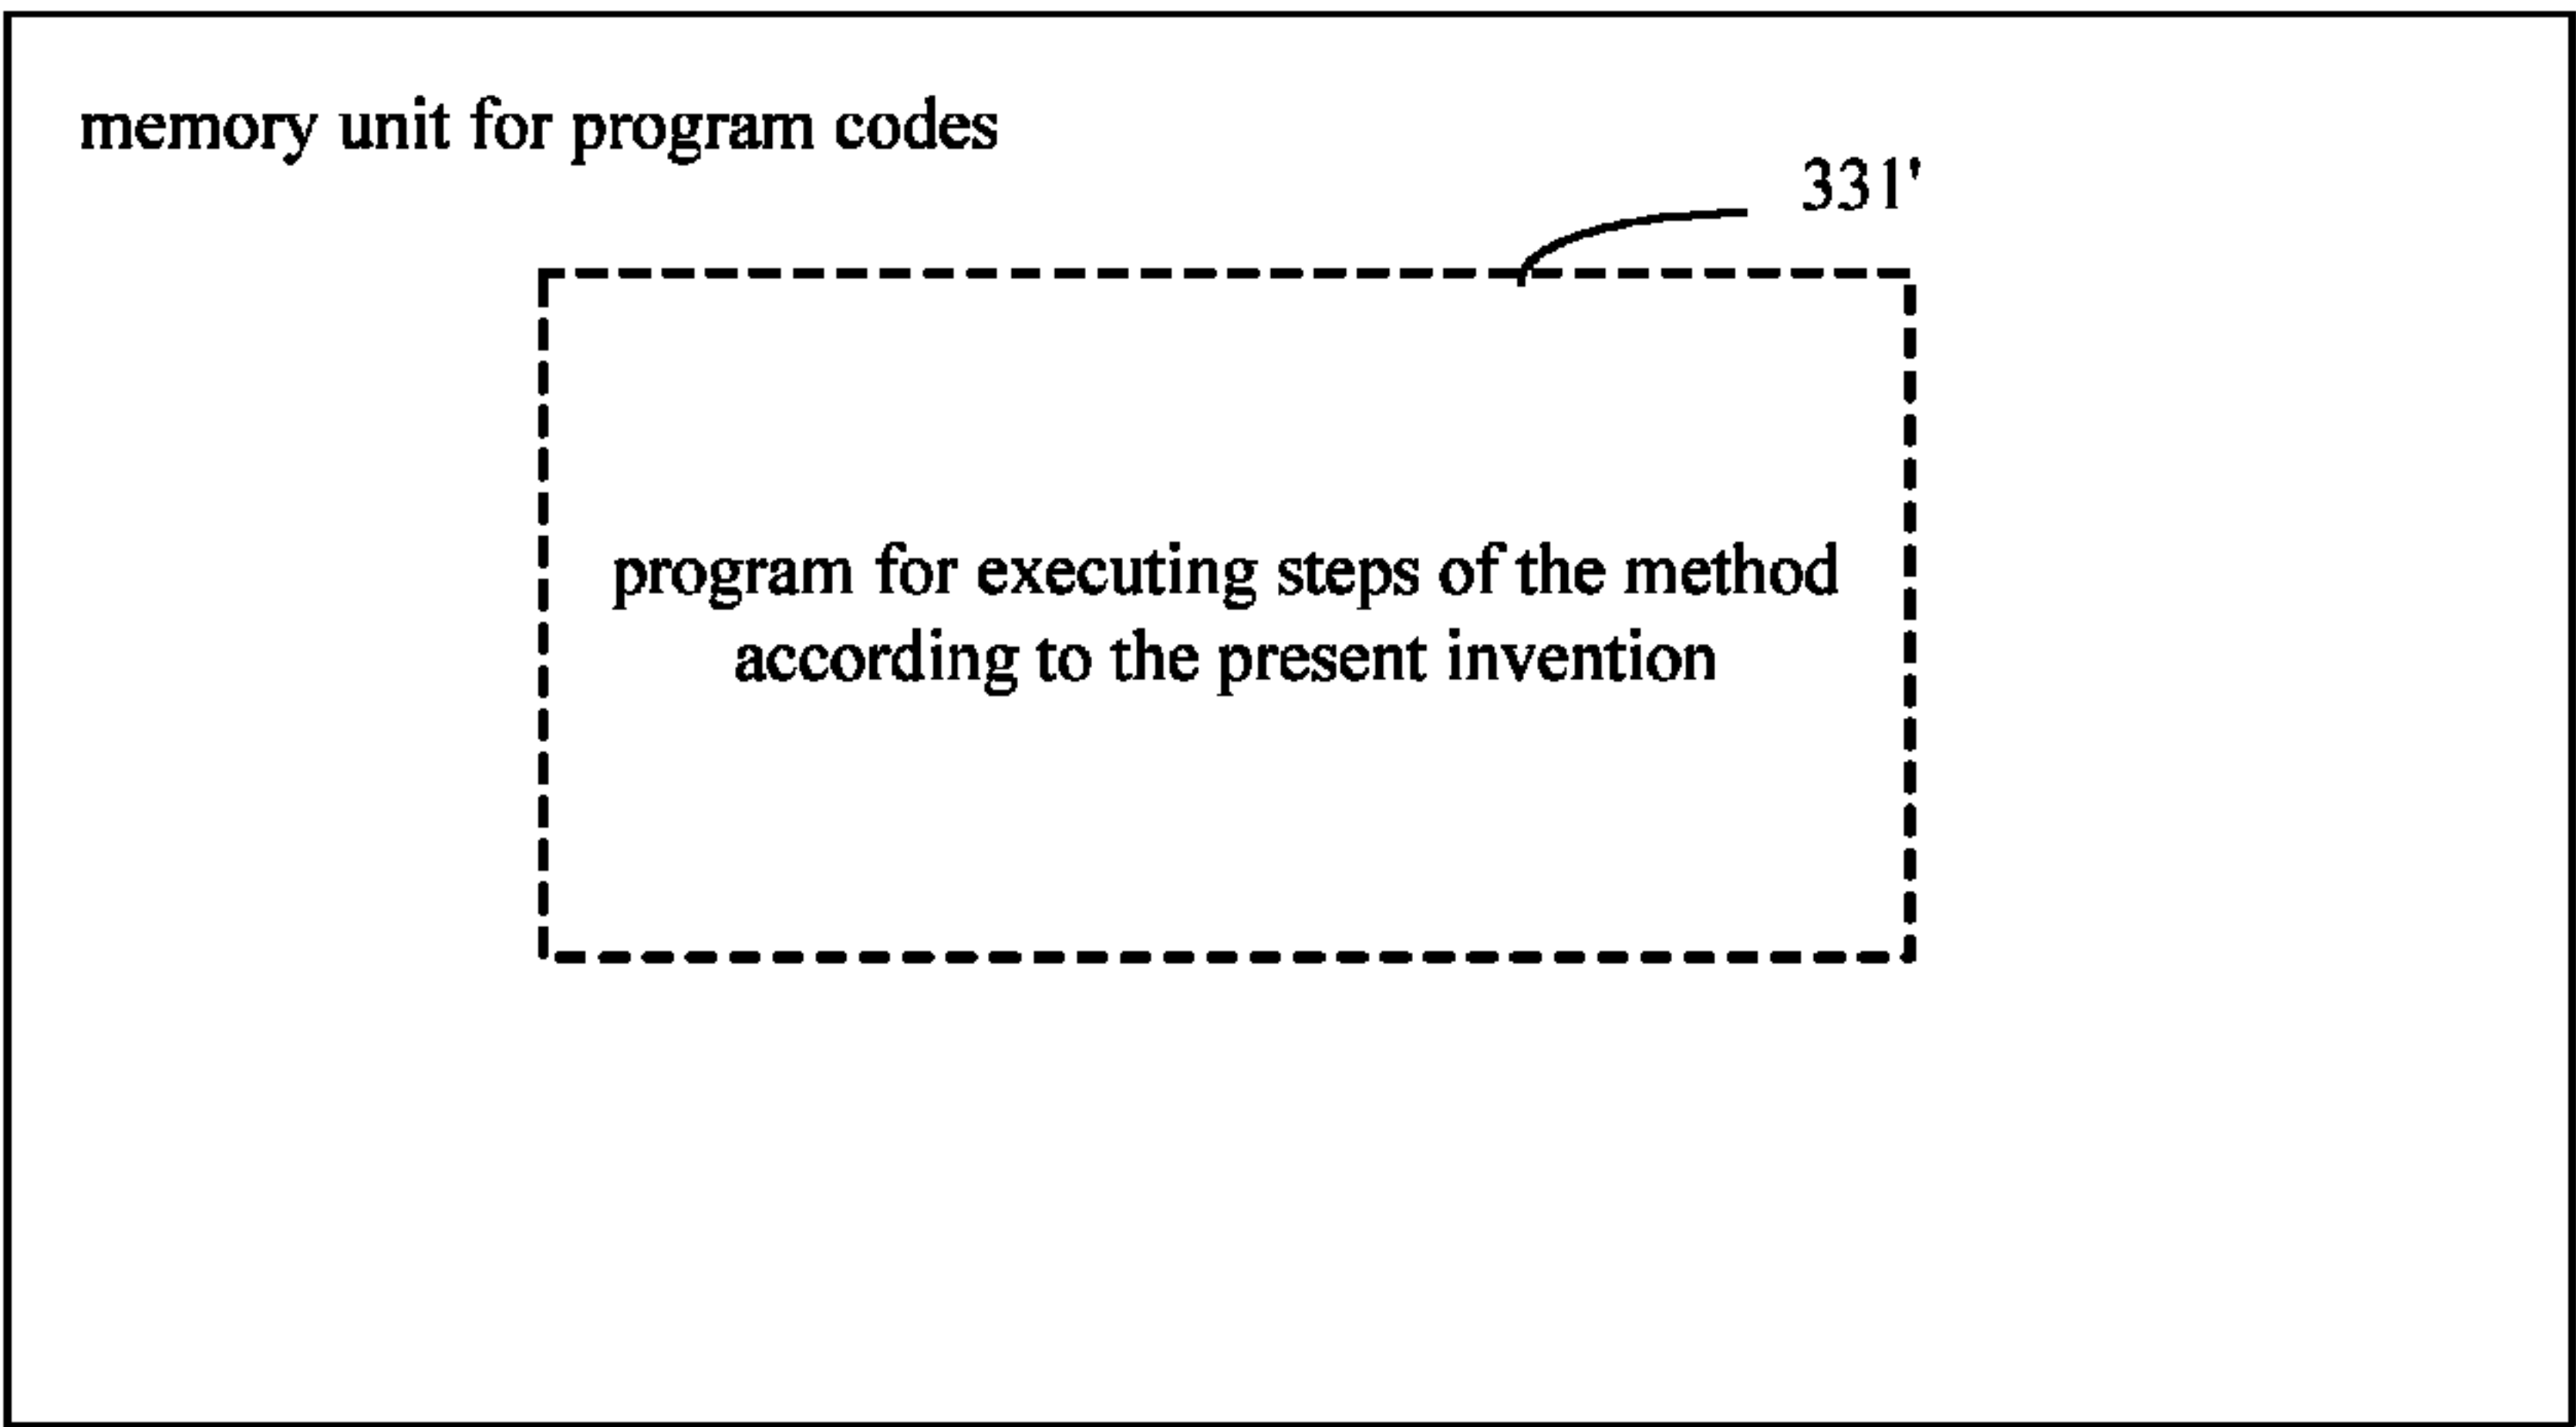 memory unit for program codes
331'
program for executing steps of the method
according to the present invention